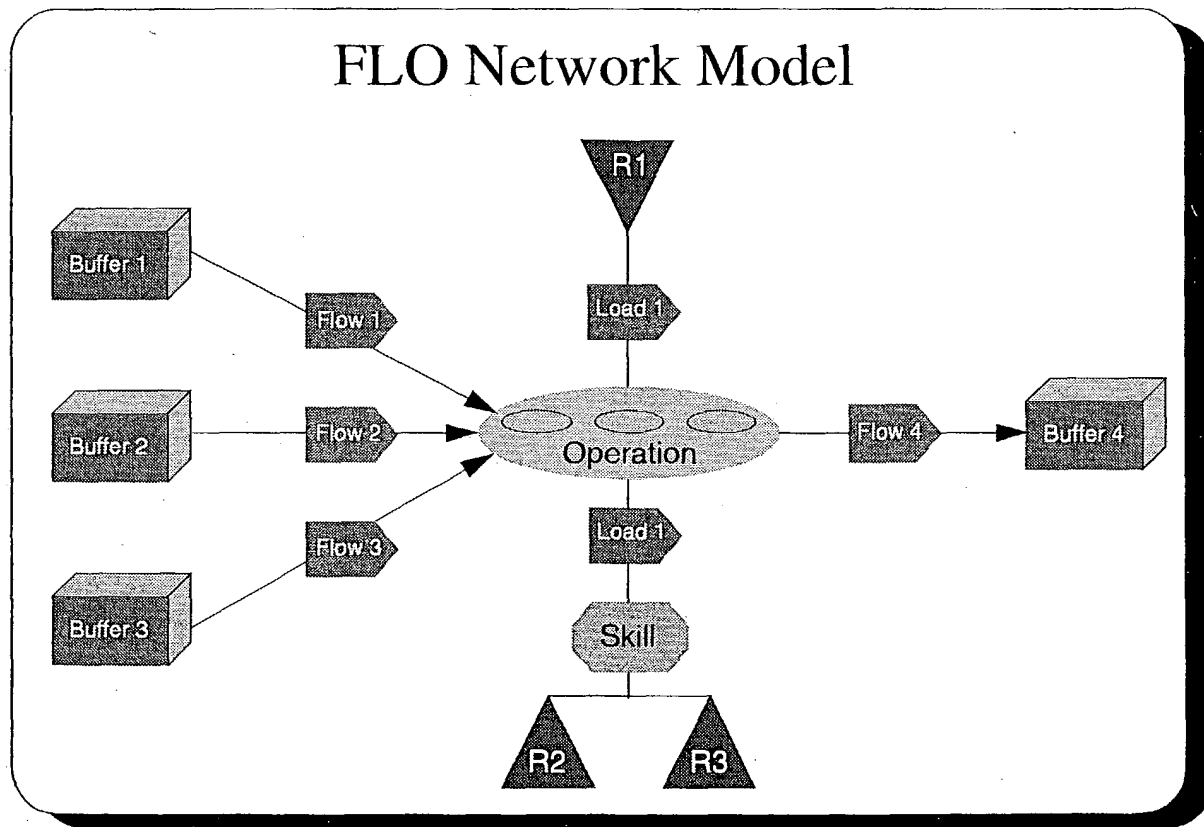 FLO Network Model
R1
Buffer 1
Flow 1
Load 1
Buffer 2
Flow 2
Operation
Flow 4
Buffer 4
Flow 3
Load 1
Buffer 3
Skill
R2
R3